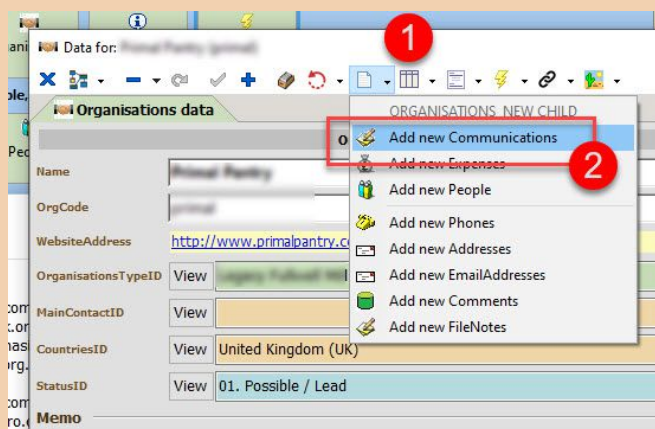 Data for:
1
Organisations data
ORGANISATIONS NEW CHILD
Add new Communications
2
Add new Expenses
Add new People
Add new Phones
Add new Addresses
Add new EmailAddresses
Add new Comments
Add new FileNotes
Name
OrgCode
WebsiteAddress http://www.primalpantry.c
OrganisationsTypeID View
MainContactID View
CountriesID View United Kingdom (UK)
StatusID View 01. Possible / Lead
Memo